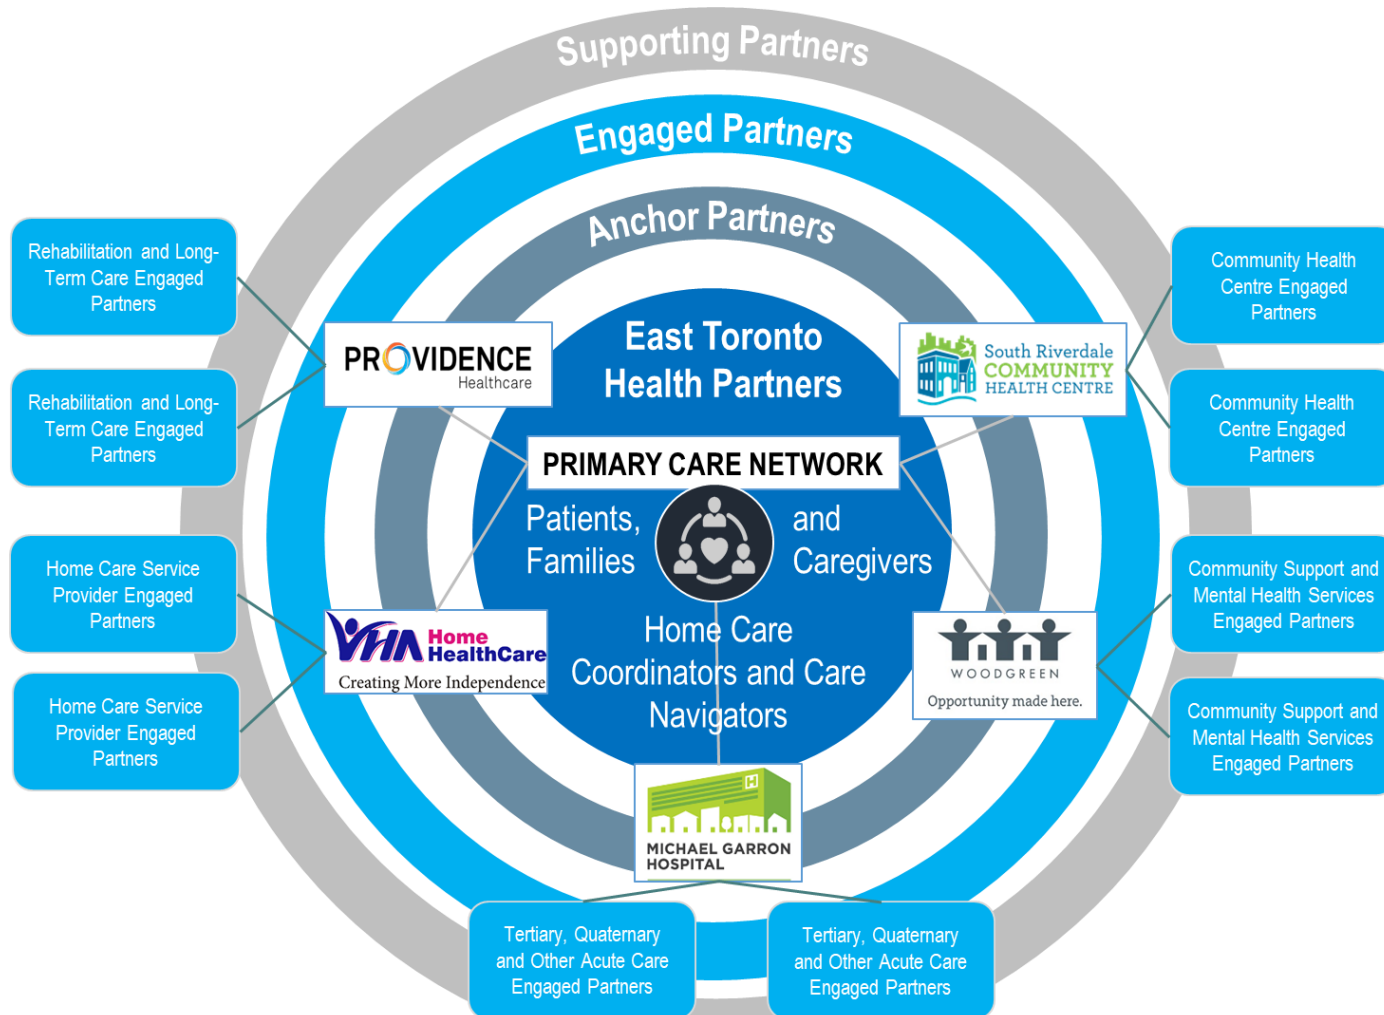 Supporting Partners
Engaged Partners
Anchor Partners
East Toronto
Health Partners
PRIMARY CARE NETWORK
Patients,
Families
and
Caregivers
Home Care
Coordinators and Care
Navigators
Rehabilitation and Long-
Term Care Engaged
Partners
Rehabilitation and Long-
Term Care Engaged
Partners
PROVIDENCE
Healthcare
Home Care Service
Provider Engaged
Partners
Home Care Service
Provider Engaged
Partners
VHA Home
HealthCare
Creating More Independence
South Riverdale
COMMUNITY
HEALTH CENTRE
Community Health
Centre Engaged
Partners
Community Health
Centre Engaged
Partners
WOODGREEN
Opportunity made here.
Community Support and
Mental Health Services
Engaged Partners
Community Support and
Mental Health Services
Engaged Partners
H
MICHAEL GARRON
HOSPITAL
Tertiary, Quaternary
and Other Acute Care
Engaged Partners
Tertiary, Quaternary
and Other Acute Care
Engaged Partners